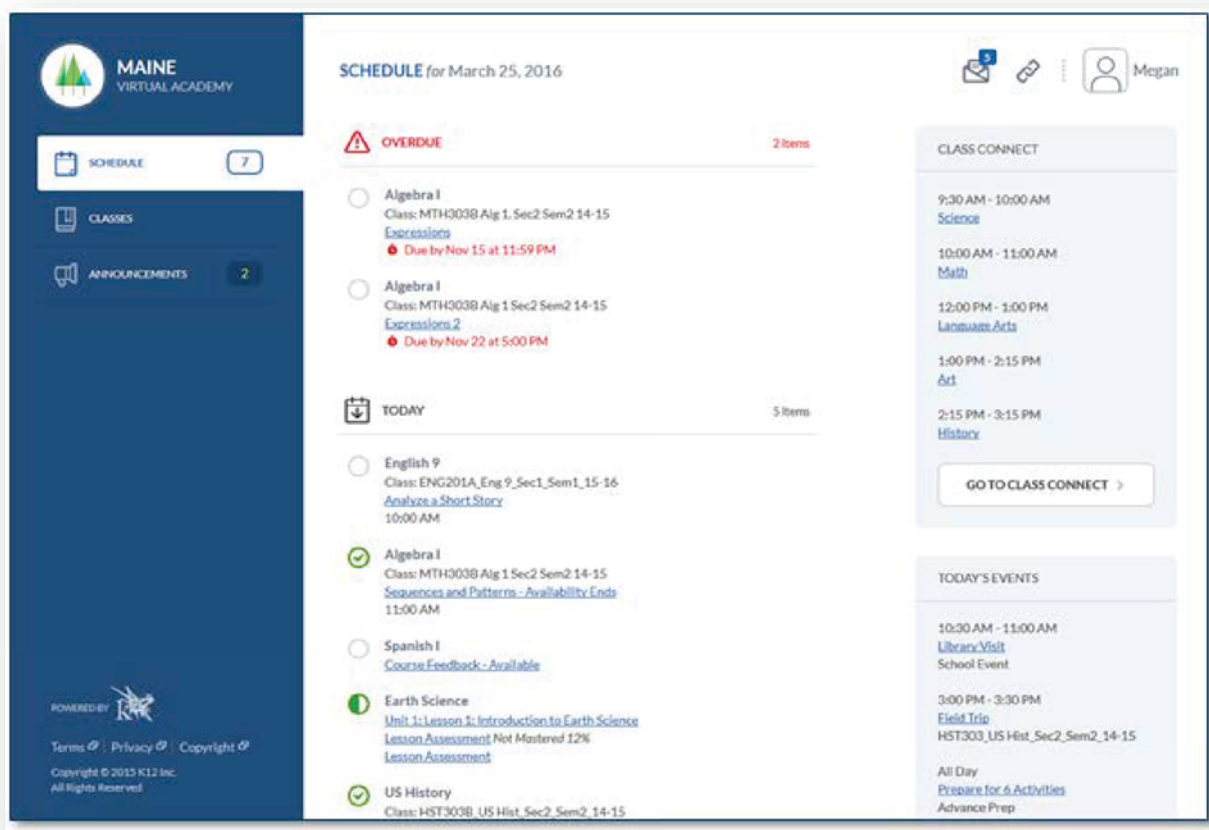 MAINE
VIRTUAL ACADEMY
SCHEDULE
7
CLASSES
ANNOUNCEMENTS
2
POWERED BY K12
Terms | Privacy | Copyright
Copyright © 2015 K12 Inc.
All Rights Reserved
SCHEDULE for March 25, 2016
5
Megan
OVERDUE
2 Items
Algebra I
Class: MTH303B Alg 1, Sec2 Sem2 14-15
Expressions
Due by Nov 15 at 11:59 PM
Algebra I
Class: MTH303B Alg 1 Sec2 Sem2 14-15
Expressions 2
Due by Nov 22 at 5:00 PM
TODAY
5 Items
English 9
Class: ENG201A_Eng 9_Sec1_Sem1_15-16
Analyze a Short Story
10:00 AM
Algebra I
Class: MTH303B Alg 1 Sec2 Sem2 14-15
Sequences and Patterns - Availability Ends
11:00 AM
Spanish I
Course Feedback - Available
Earth Science
Unit 1: Lesson 1: Introduction to Earth Science
Lesson Assessment Not Mastered 12%
Lesson Assessment
US History
Class: HST303B_US Hist_Sec2_Sem2_14-15
CLASS CONNECT
9:30 AM - 10:00 AM
Science
10:00 AM - 11:00 AM
Math
12:00 PM - 1:00 PM
Language Arts
1:00 PM - 2:15 PM
Art
2:15 PM - 3:15 PM
History
GO TO CLASS CONNECT >
TODAY'S EVENTS
10:30 AM - 11:00 AM
Library Visit
School Event
3:00 PM - 3:30 PM
Field Trip
HST303_US Hist_Sec2_Sem2_14-15
All Day
Prepare for 6 Activities
Advance Prep